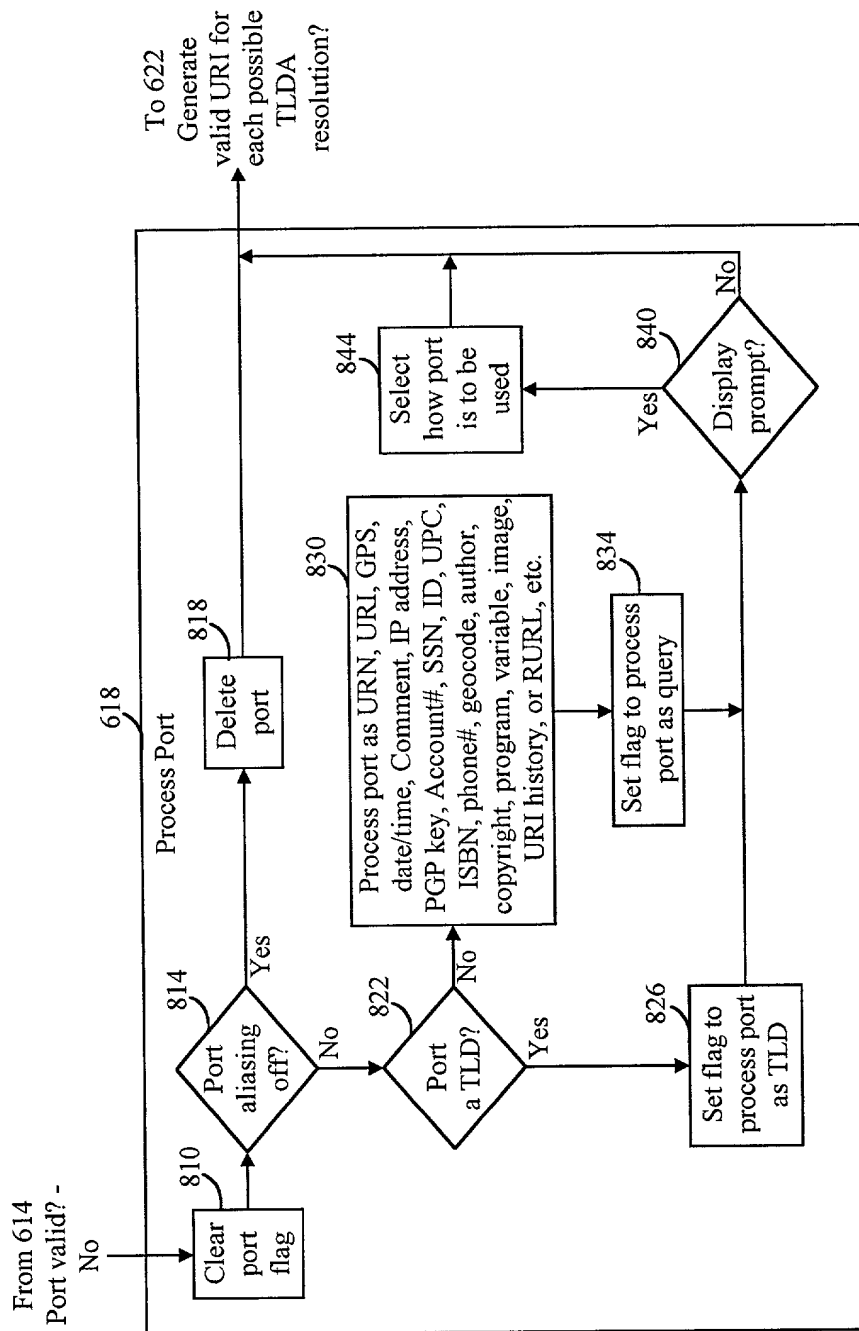 From 614
Port valid? -
No
618
Process Port
810
Clear
port
flag
814
Port
aliasing
off?
Yes
No
818
Delete
port
To 622
Generate
valid URI for
each possible
TLDA
resolution?
822
Port
a TLD?
No
Yes
830
Process port as URN, URI, GPS,
date/time, Comment, IP address,
PGP key, Account#, SSN, ID, UPC,
ISBN, phone#, geocode, author,
copyright, program, variable, image,
URI history, or RURL, etc.
834
Set flag to process
port as query
826
Set flag to
process port
as TLD
840
Display
prompt?
Yes
No
844
Select
how port
is to be
used